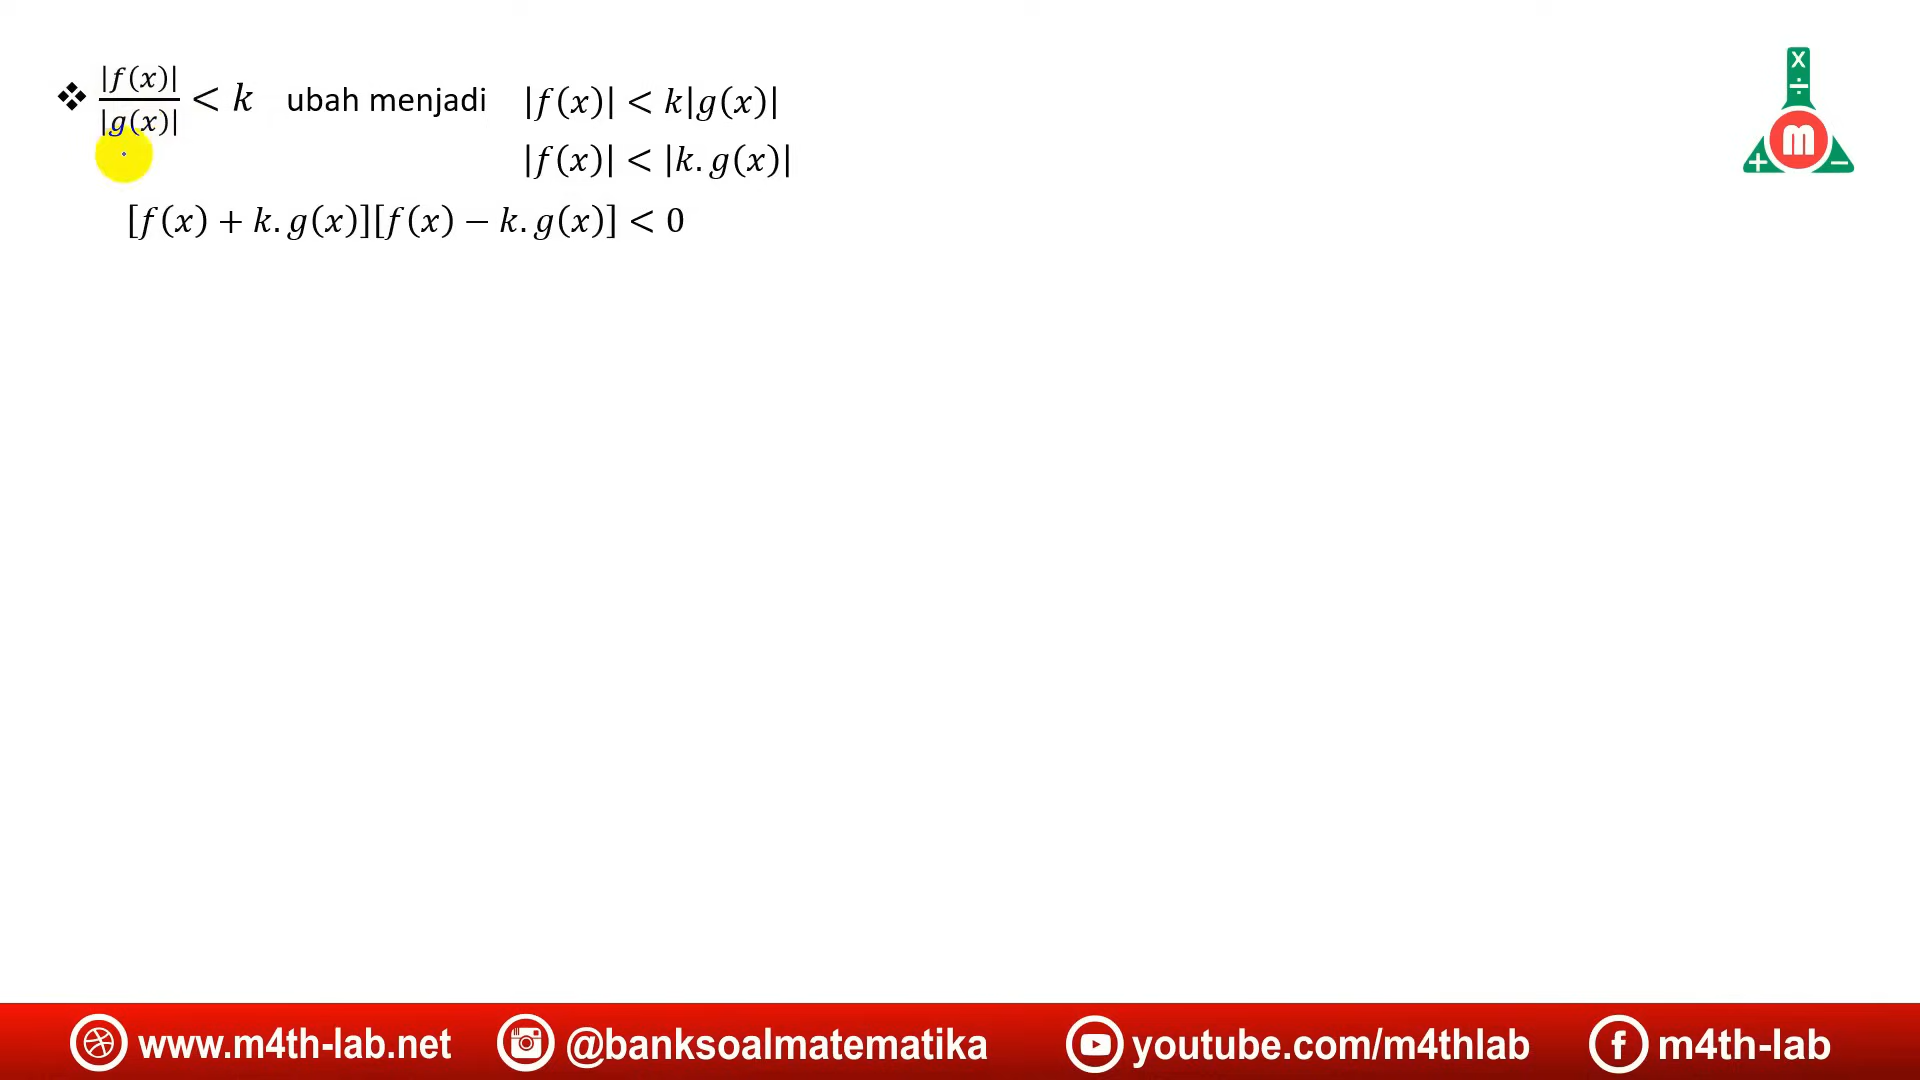 ❖ |f(x)|/|g(x)| < k ubah menjadi |f(x)| < k|g(x)|
|f(x)| < |k. g(x)|
[f(x) + k. g(x)][f(x) − k. g(x)] < 0
X
÷
+ m −
www.m4th-lab.net @banksoalmatematika youtube.com/m4thlab f m4th-lab